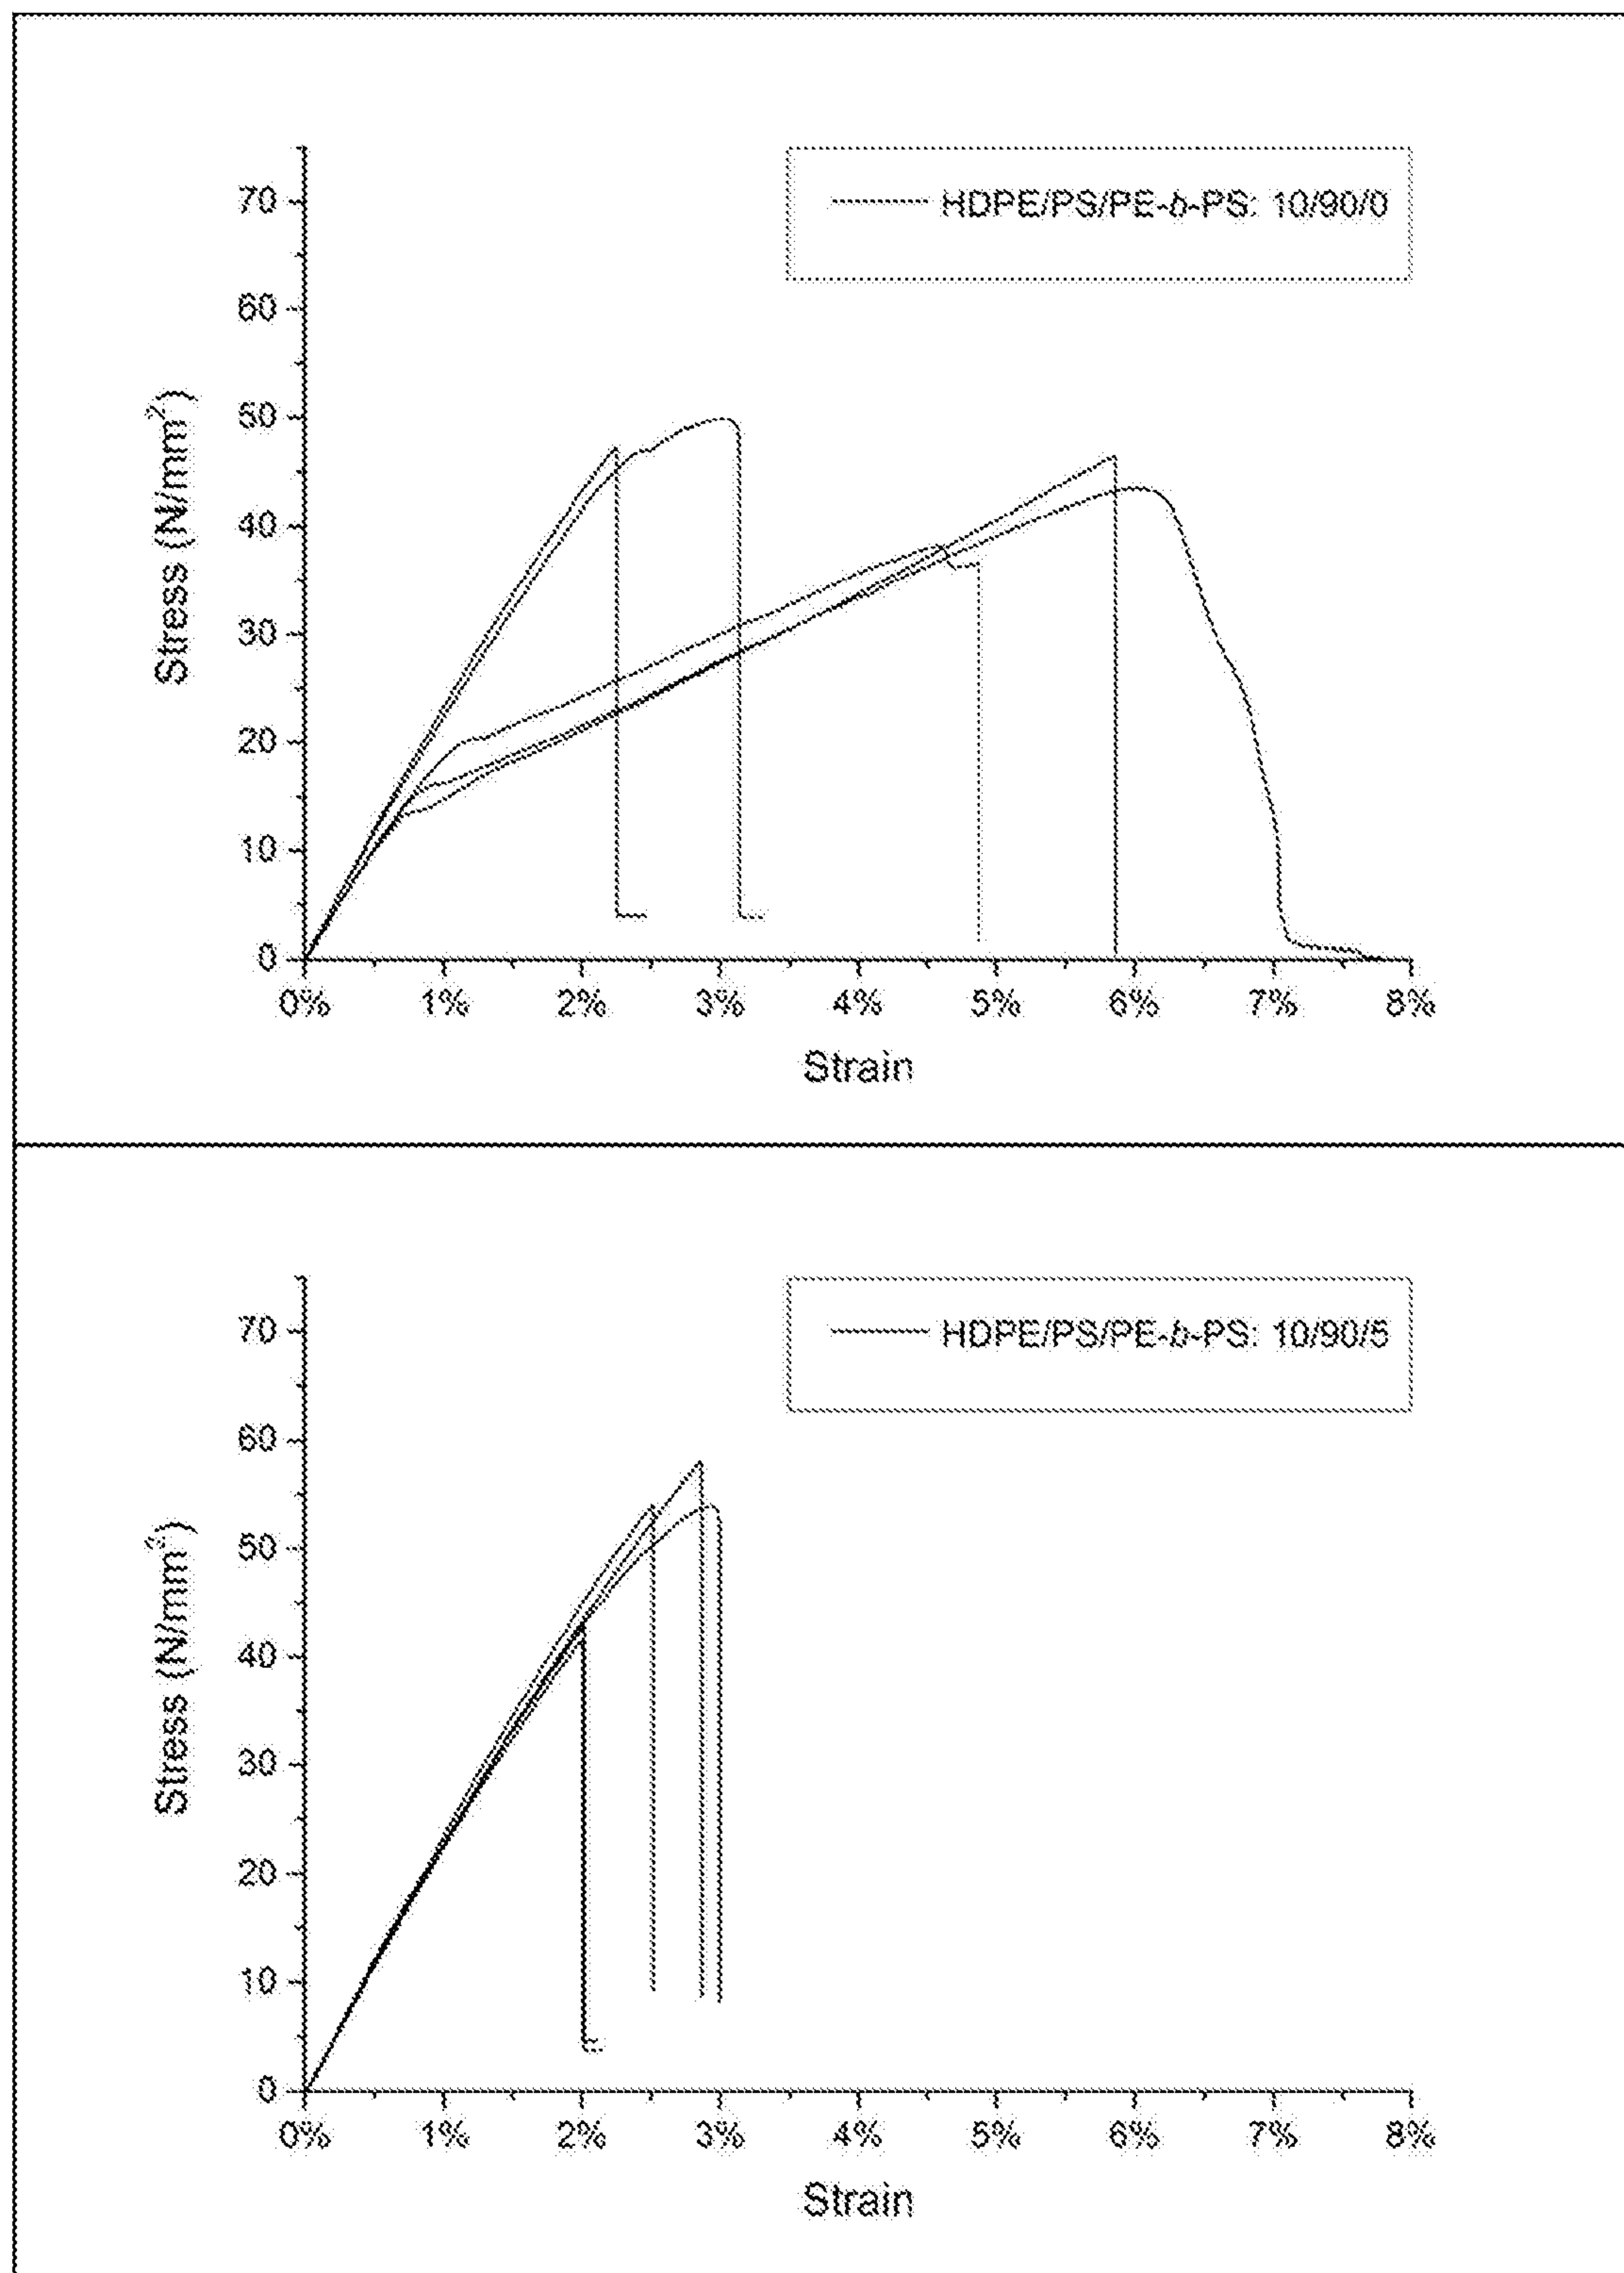 HDPE/PS/PE-b-PS: 10/90/0
Stress (N/mm²)
70
60
50
40
30
20
10
0
0% 1% 2% 3% 4% 5% 6% 7% 8%
Strain
HDPE/PS/PE-b-PS: 10/90/5
Stress (N/mm²)
70
60
50
40
30
20
10
0
0% 1% 2% 3% 4% 5% 6% 7% 8%
Strain